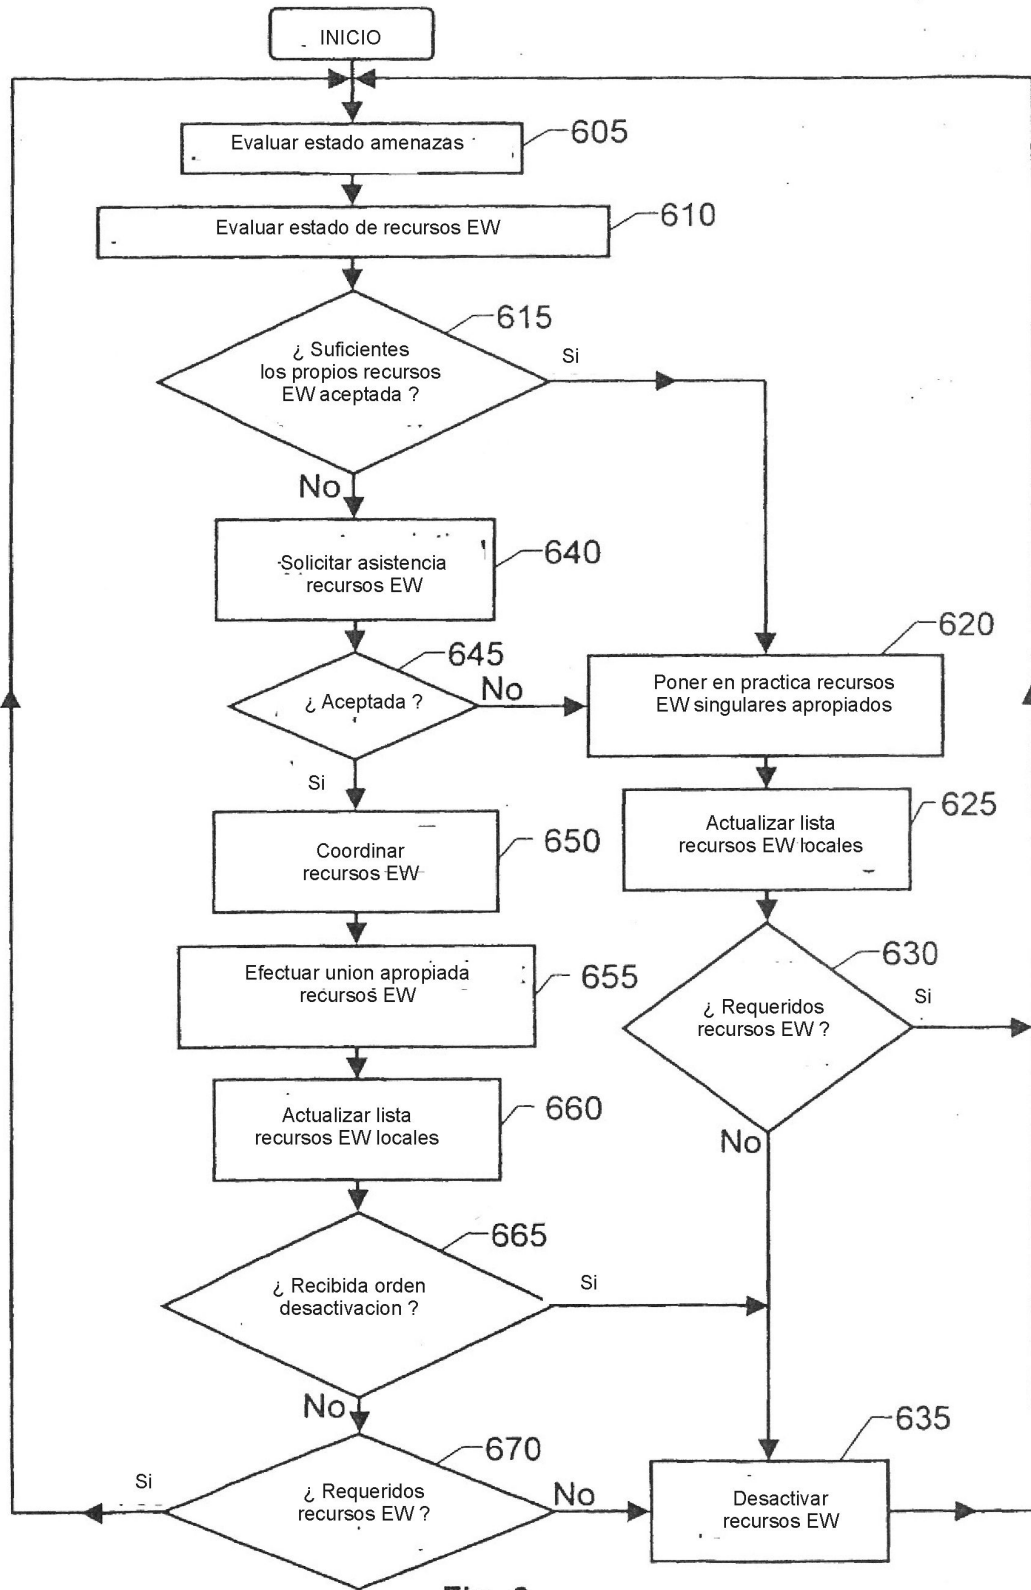 INICIO
Evaluar estado amenazas
605
Evaluar estado de recursos EW
610
615
¿ Suficientes
los propios recursos
EW aceptada ?
Si
No
Solicitar asistencia
recursos EW
640
645
¿ Aceptada ?
No
Si
620
Poner en practica recursos
EW singulares apropiados
625
Actualizar lista
recursos EW locales
Coordinar
recursos EW
650
Efectuar union apropiada
recursos EW
655
630
¿ Requeridos
recursos EW ?
Si
No
Actualizar lista
recursos EW locales
660
665
¿ Recibida orden
desactivacion ?
Si
No
670
¿ Requeridos
recursos EW ?
Si
No
635
Desactivar
recursos EW